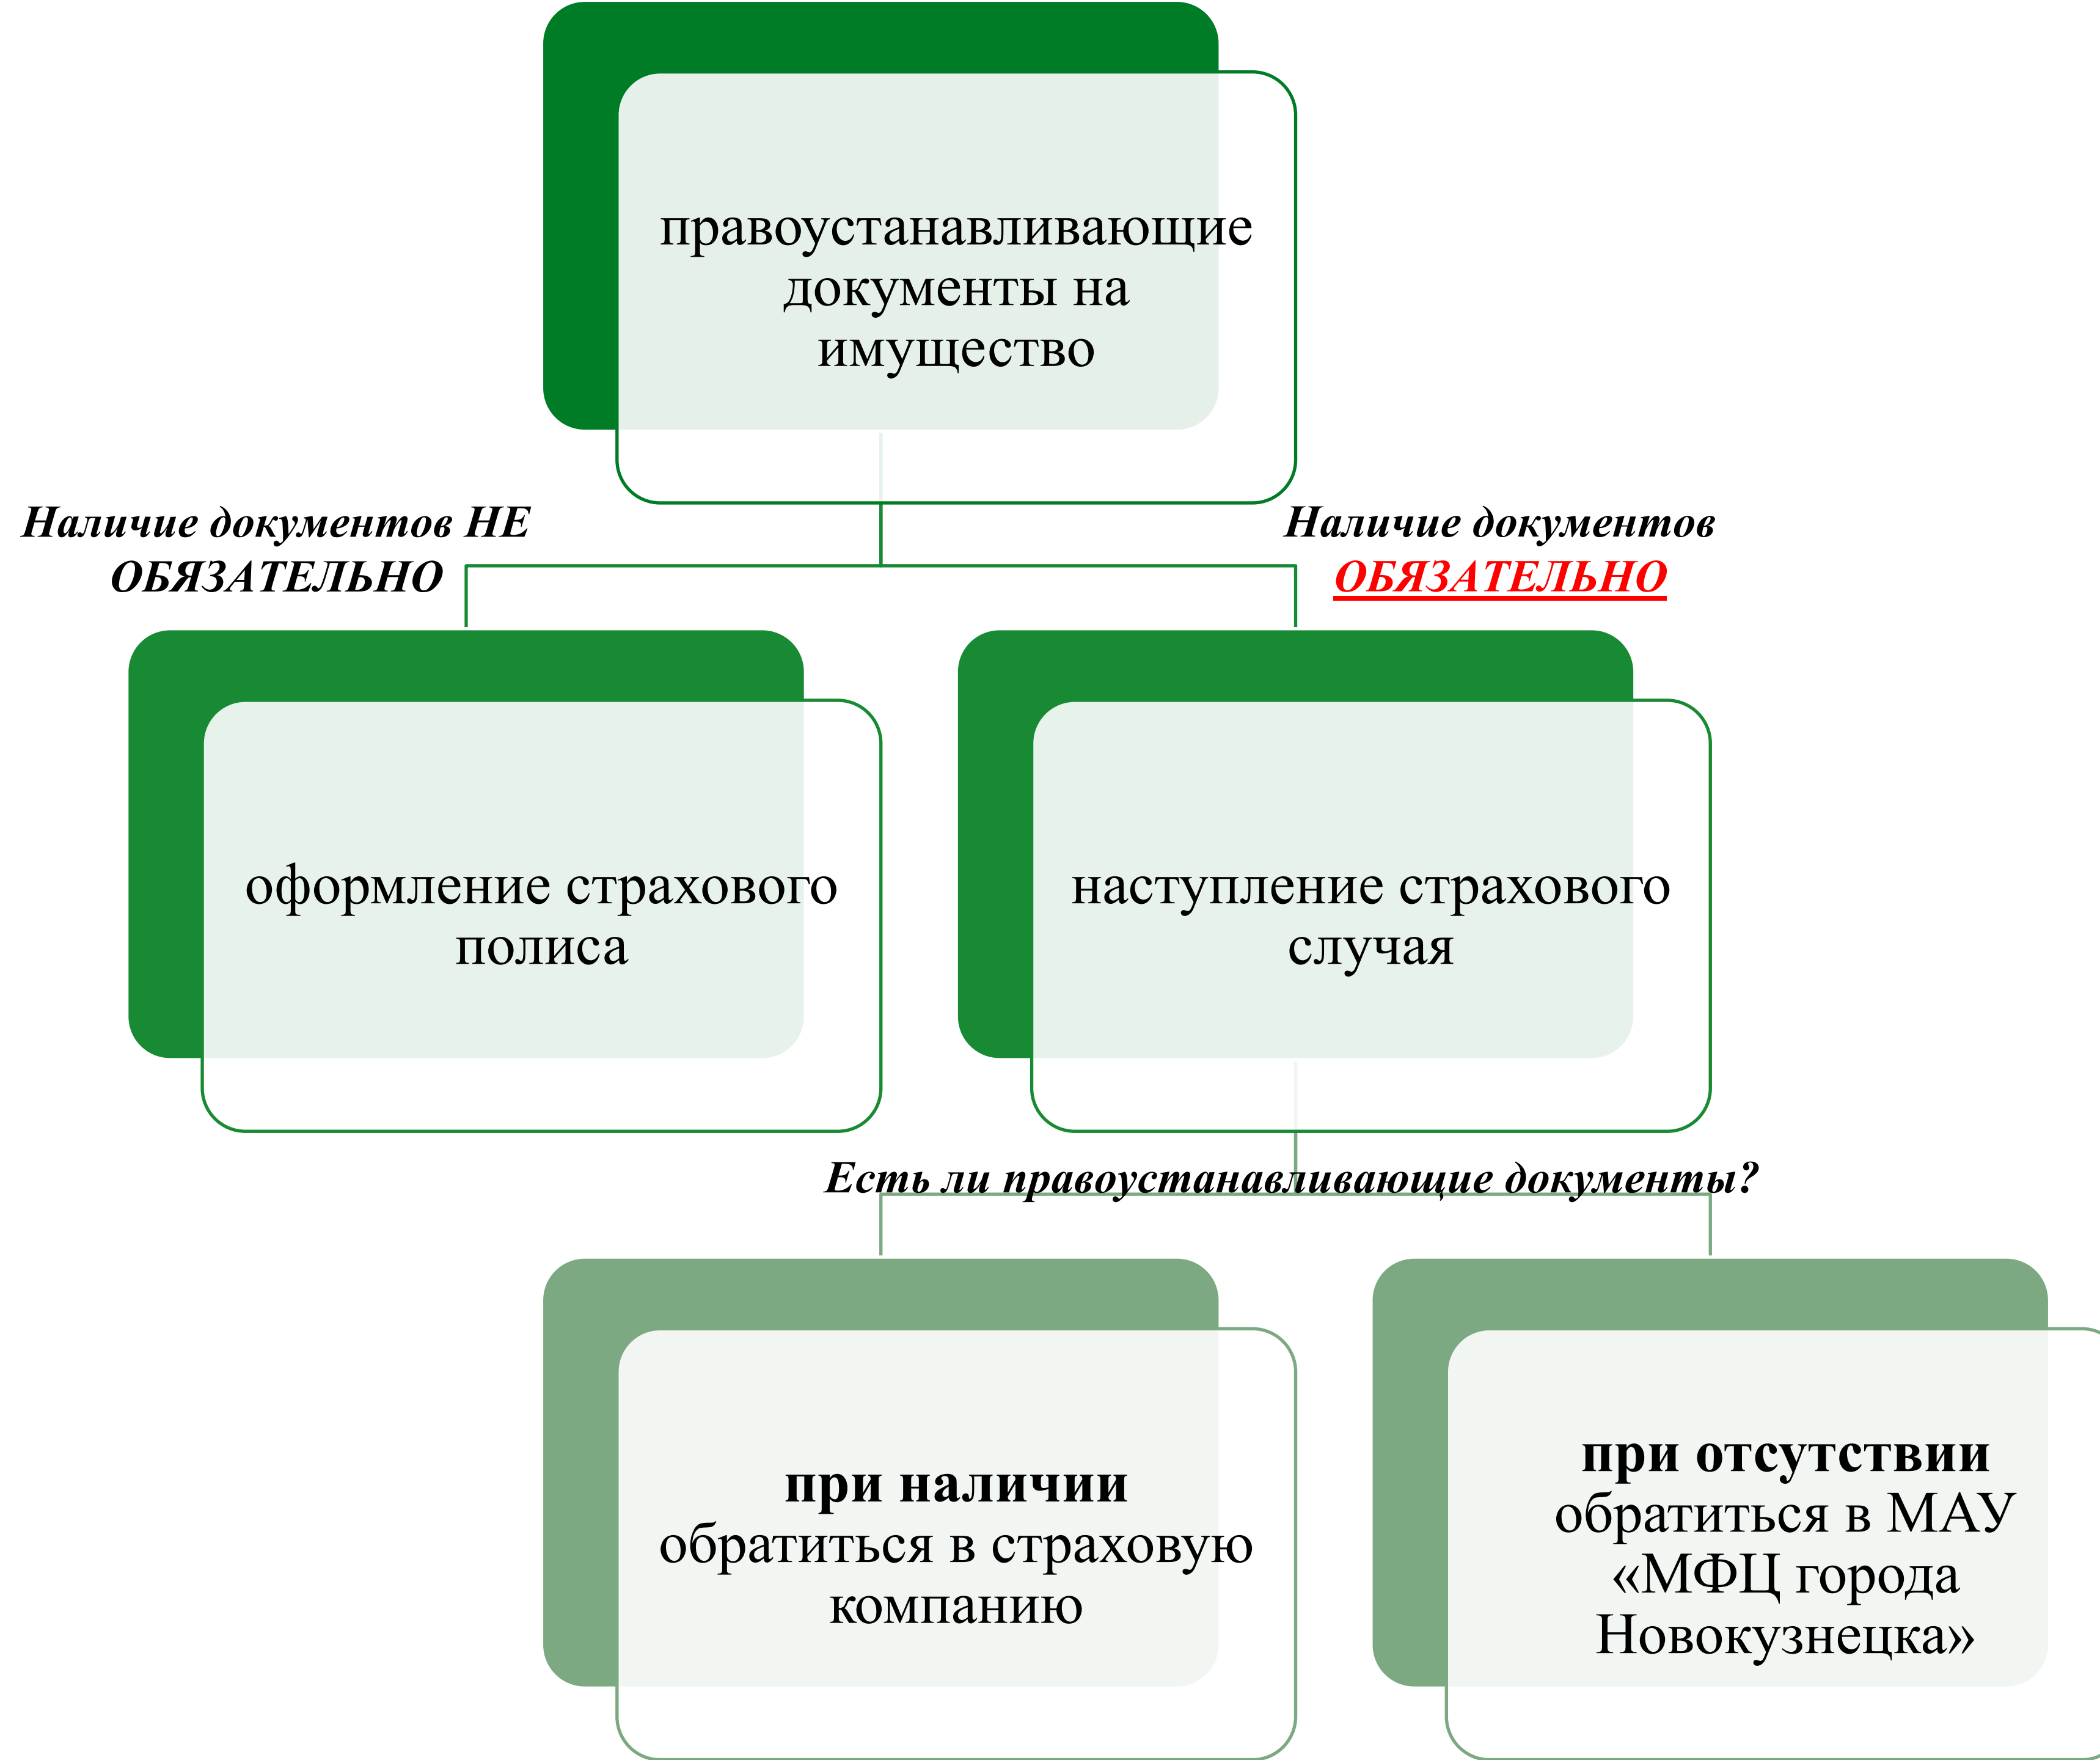 правоустанавливающие
документы на
имущество
Наличие документов НЕ
ОБЯЗАТЕЛЬНО
Наличие документов
ОБЯЗАТЕЛЬНО
оформление страхового
полиса
наступление страхового
случая
Есть ли правоустанавливающие документы?
при наличии
обратиться в страховую
компанию
при отсутствии
обратиться в МАУ
«МФЦ города
Новокузнецка»